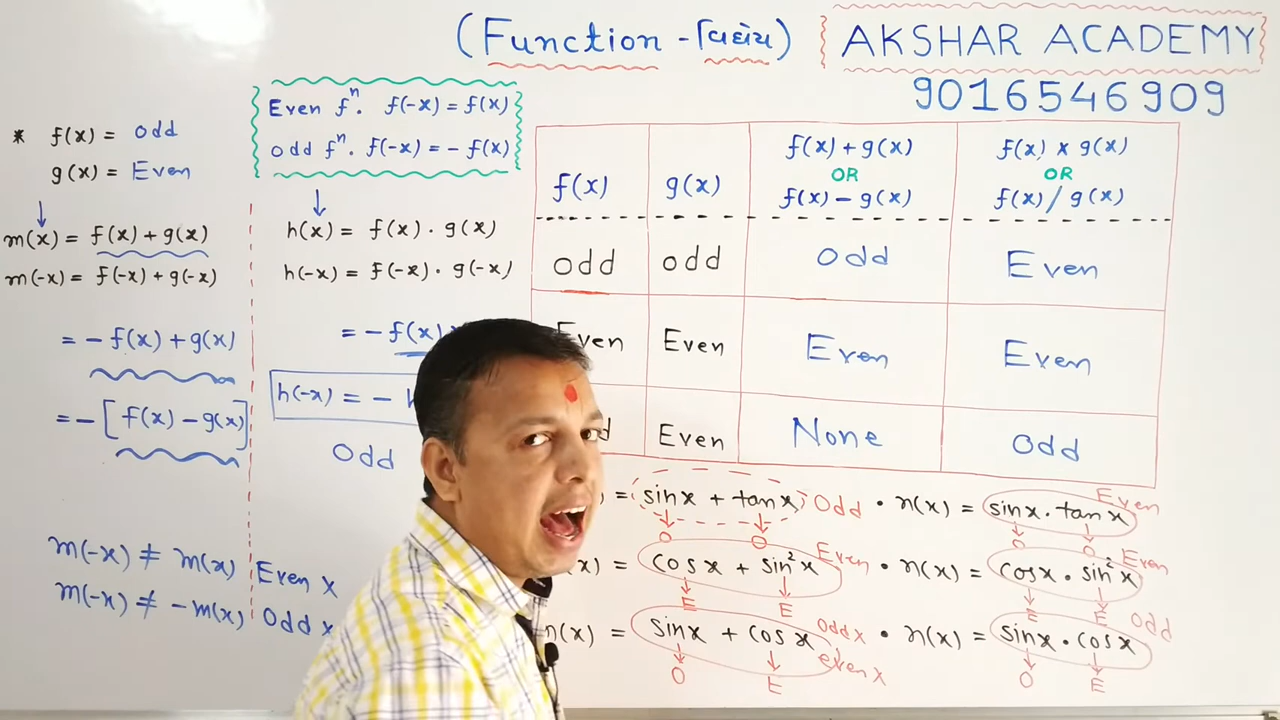 (Function - વિધેય)
AKSHAR ACADEMY
9016546909
* f(x) = odd
g(x) = Even
m(x) = f(x) + g(x)
m(-x) = f(-x) + g(-x)
= - f(x) + g(x)
= - [f(x) - g(x)]
m(-x) ≠ m(x) Even x
m(-x) ≠ - m(x) Odd x
Even fⁿ. f(-x) = f(x)
odd fⁿ. f(-x) = - f(x)
h(x) = f(x) · g(x)
h(-x) = f(-x) · g(-x)
= - f(x)
h(-x) = -
Odd
f(x) g(x) f(x) + g(x) OR f(x) - g(x) f(x) x g(x) OR f(x) / g(x)
odd odd Odd Even
Even Even Even Even
Even None Odd
= sinx + tanx Odd • n(x) = sinx · tanx Even
O O O O
(x) = cosx + sin²x Even • n(x) = cosx · sin²x Even
E E E E
n(x) = sinx + cosx Odd x even x • n(x) = sinx · cosx Odd
O E O E